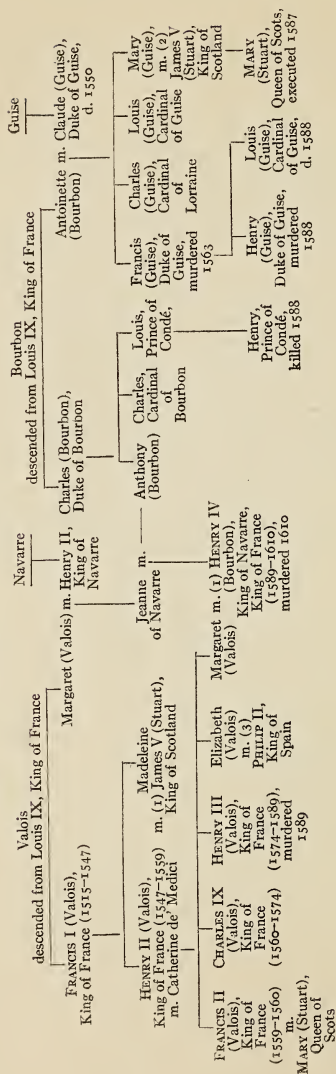 Valois
descended from Louis IX, King of France
Navarre
Bourbon
descended from Louis IX, King of France
Guise
FRANCIS I (Valois),
King of France (1515–1547)
Margaret (Valois) m. Henry II,
King of
Navarre
Charles (Bourbon),
Duke of Bourbon
Antoinette m. Claude (Guise),
(Bourbon)
Duke of Guise,
d. 1550
HENRY II (Valois),
King of France (1547–1559)
m. Catherine de' Medici
Madeleine
m. (1) James V (Stuart),
King of Scotland
Jeanne m.
of Navarre
Anthony
(Bourbon)
Charles,
Cardinal
of
Bourbon
Louis,
Prince of
Condé,
Francis
(Guise),
Duke of
Guise,
murdered
1563
Charles
(Guise),
Cardinal
of
Lorraine
Louis
(Guise),
Cardinal
of Guise
Mary
(Guise)
m. (2)
James V
(Stuart),
King of
Scotland
FRANCIS II
(Valois),
King of
France
(1559–1560)
m.
MARY (Stuart),
Queen of
Scots
CHARLES IX
(Valois),
King of
France
(1560–1574)
HENRY III
(Valois),
King of
France
(1574–1589),
murdered
1589
Elizabeth
(Valois)
m. (3)
PHILIP II,
King of
Spain
Margaret m. (1) HENRY IV
(Valois)
(Bourbon),
King of Navarre,
King of France
(1589–1610),
murdered 1610
Henry,
Prince of
Condé,
killed 1588
Henry
(Guise),
Duke of Guise,
murdered
1588
Louis
(Guise),
Cardinal
of Guise,
d. 1588
MARY
(Stuart),
Queen of Scots,
executed 1587